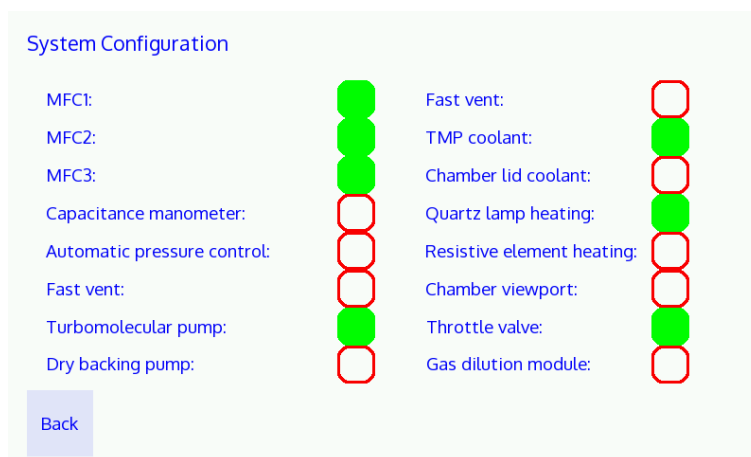 System Configuration
MFC1:
MFC2:
MFC3:
Capacitance manometer:
Automatic pressure control:
Fast vent:
Turbomolecular pump:
Dry backing pump:
Fast vent:
TMP coolant:
Chamber lid coolant:
Quartz lamp heating:
Resistive element heating:
Chamber viewport:
Throttle valve:
Gas dilution module:
Back